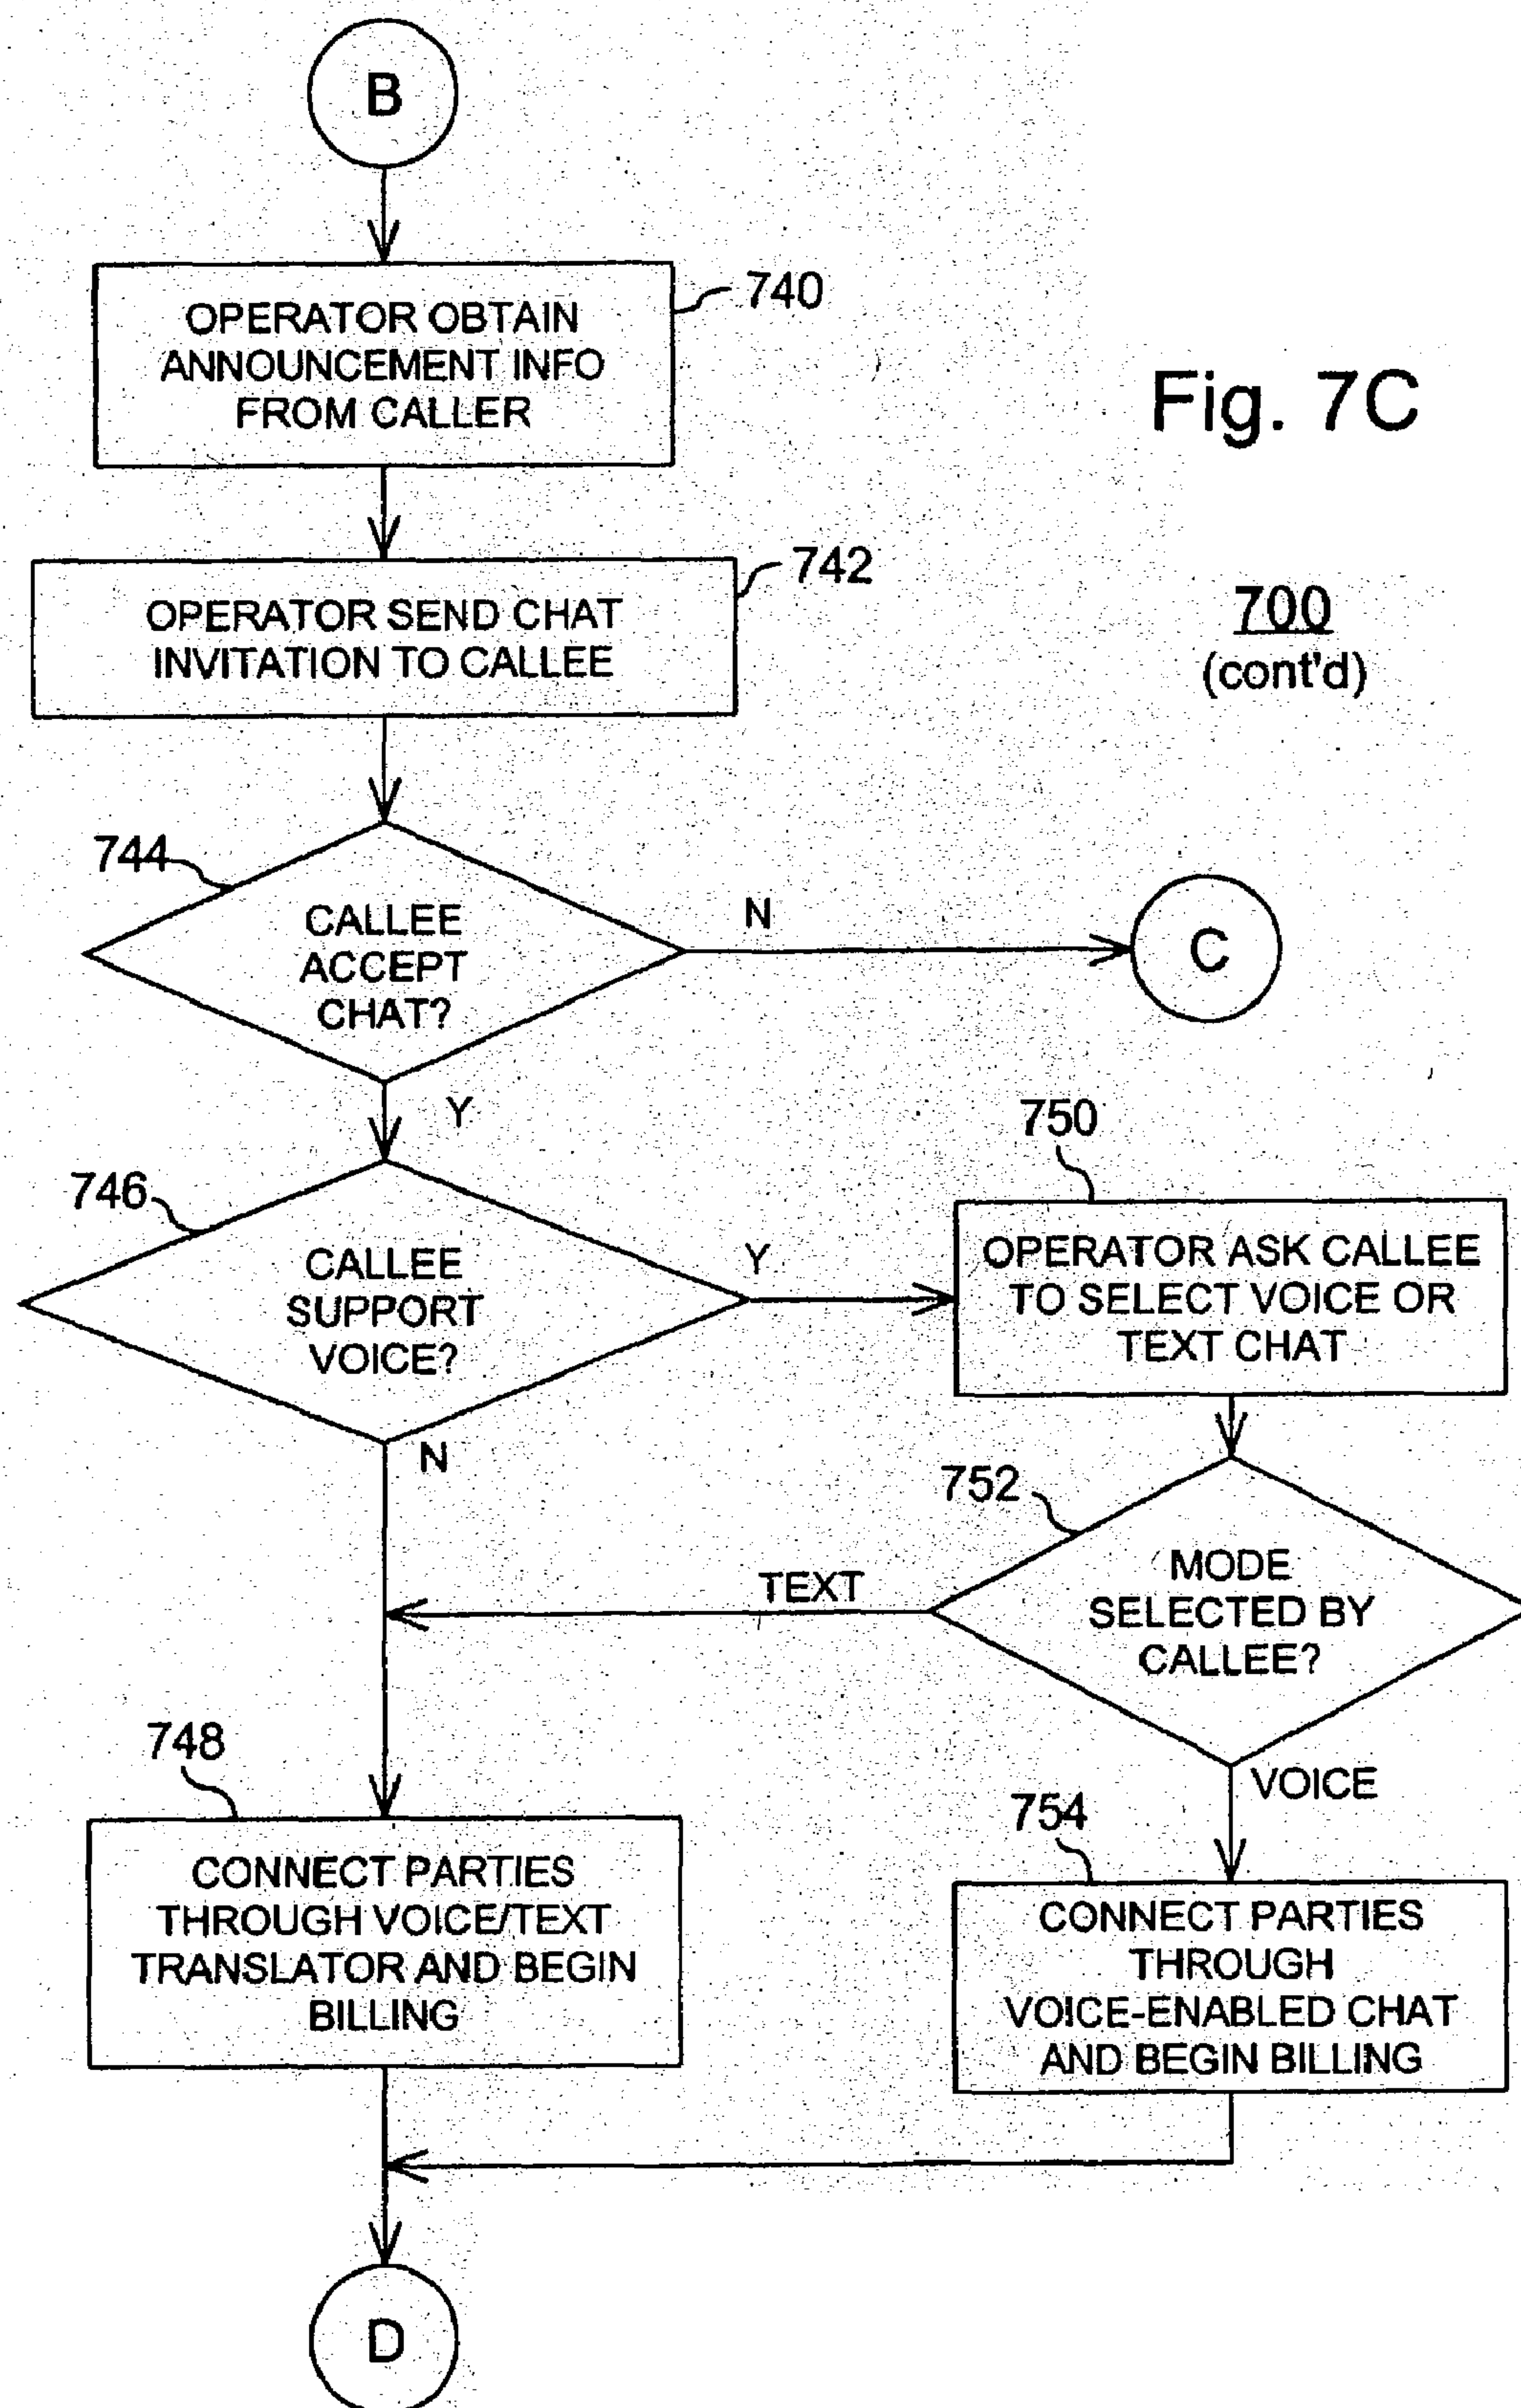 B
740
OPERATOR OBTAIN
ANNOUNCEMENT INFO
FROM CALLER
Fig. 7C
742
OPERATOR SEND CHAT
INVITATION TO CALLEE
700
(cont'd)
744
CALLEE
ACCEPT
CHAT?
N
C
Y
746
CALLEE
SUPPORT
VOICE?
Y
N
750
OPERATOR ASK CALLEE
TO SELECT VOICE OR
TEXT CHAT
752
MODE
SELECTED BY
CALLEE?
TEXT
VOICE
748
CONNECT PARTIES
THROUGH VOICE/TEXT
TRANSLATOR AND BEGIN
BILLING
754
CONNECT PARTIES
THROUGH
VOICE-ENABLED CHAT
AND BEGIN BILLING
D